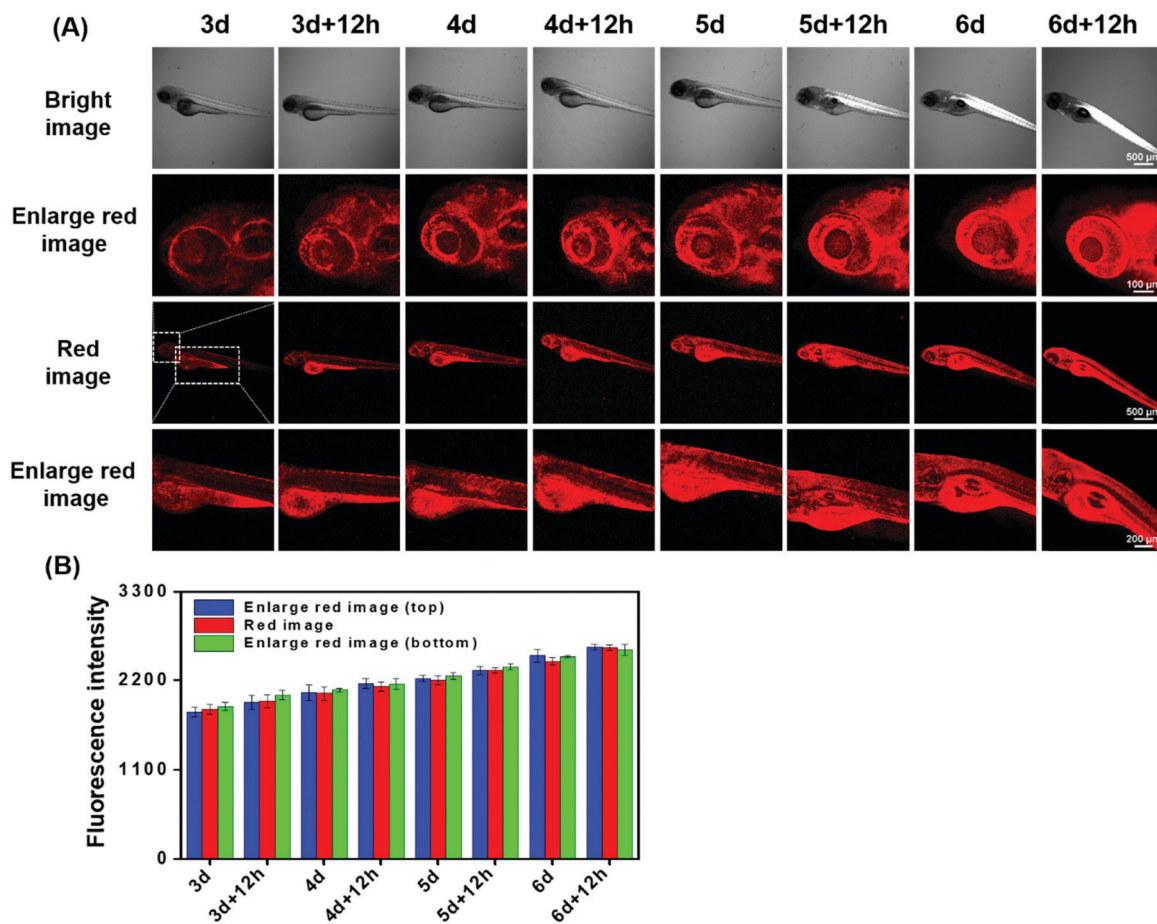 (A)
3d 3d+12h 4d 4d+12h 5d 5d+12h 6d 6d+12h
Bright
image
500 μm
Enlarge red
image
100 μm
Red
image
500 μm
Enlarge red
image
200 μm
(B)
Fluorescence intensity
3300
2200
1100
0
Enlarge red image (top)
Red image
Enlarge red image (bottom)
3d 3d+12h 4d 4d+12h 5d 5d+12h 6d 6d+12h